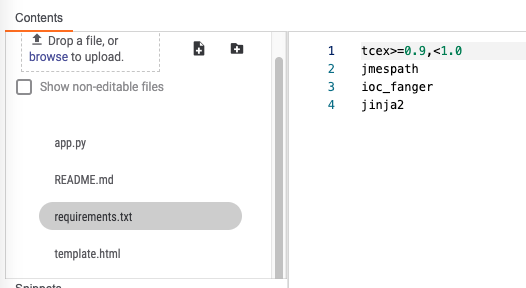 Contents
Drop a file, or
browse to upload.
Show non-editable files
app.py
README.md
requirements.txt
template.html
1 tcex>=0.9,<1.0
2 jmespath
3 ioc_fanger
4 jinja2
Snippets